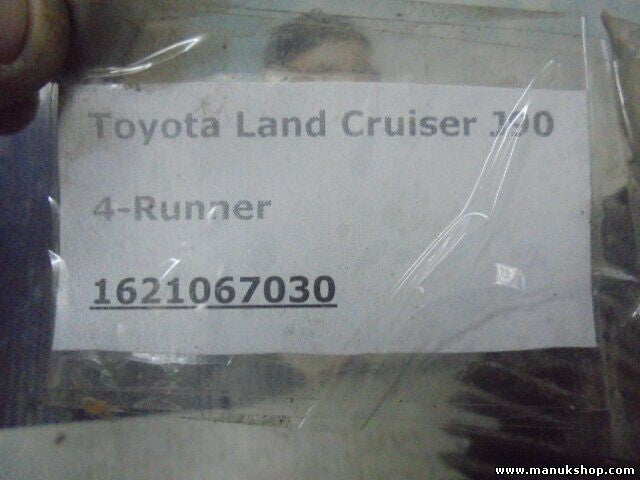 Toyota Land Cruiser J90
4-Runner
1621067030
www.manukshop.com